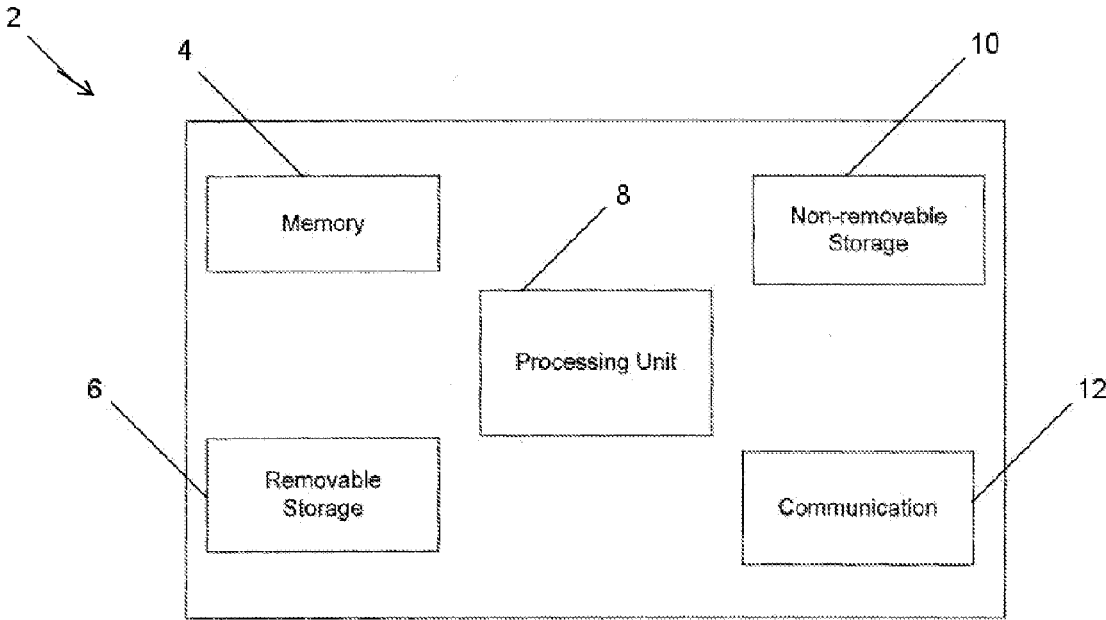 2
4
10
Memory
8
Non-removable
Storage
Processing Unit
6
12
Removable
Storage
Communication